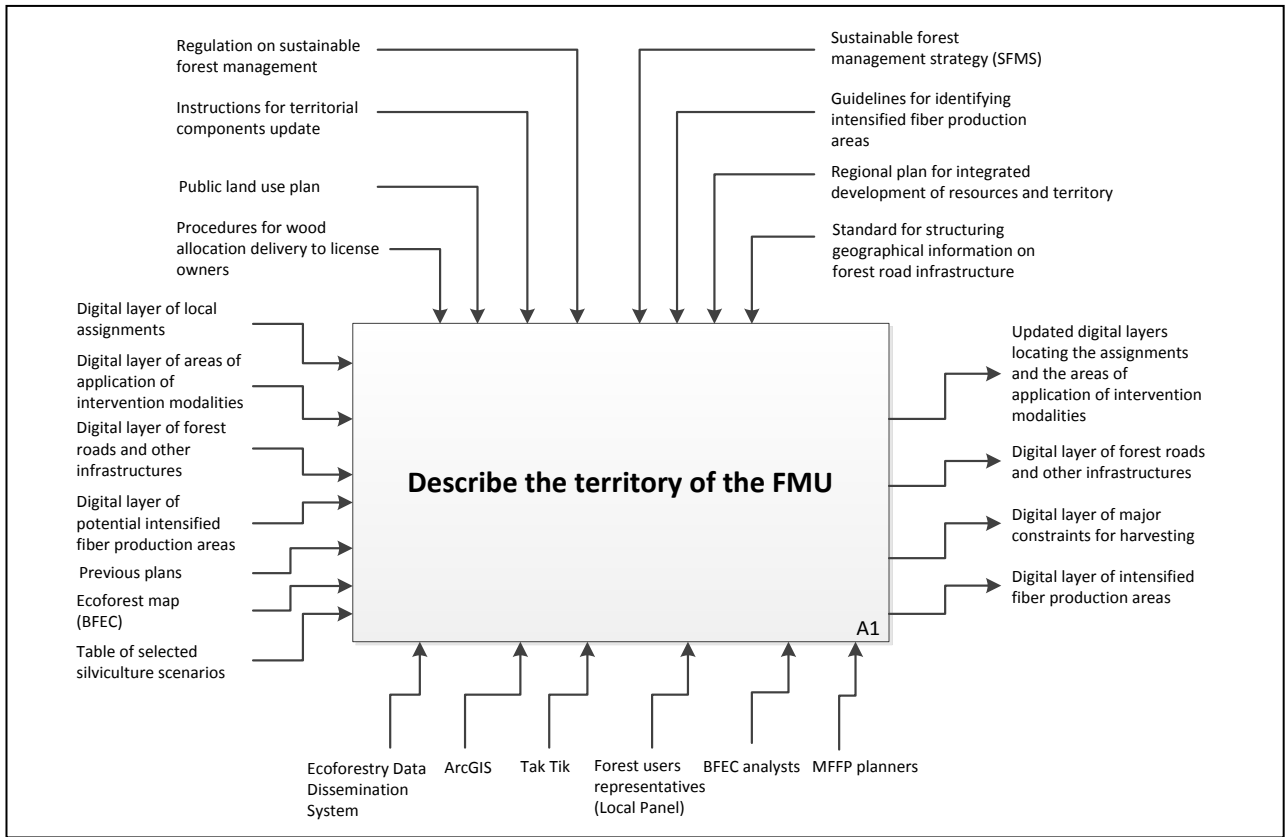 Regulation on sustainable
forest management
Instructions for territorial
components update
Public land use plan
Procedures for wood
allocation delivery to license
owners
Sustainable forest
management strategy (SFMS)
Guidelines for identifying
intensified fiber production
areas
Regional plan for integrated
development of resources and territory
Standard for structuring
geographical information on
forest road infrastructure
Digital layer of local
assignments
Digital layer of areas of
application of
intervention modalities
Digital layer of forest
roads and other
infrastructures
Digital layer of
potential intensified
fiber production areas
Previous plans
Ecoforest map
(BFEC)
Table of selected
silviculture scenarios
Describe the territory of the FMU
A1
Updated digital layers
locating the assignments
and the areas of
application of intervention
modalities
Digital layer of forest roads
and other infrastructures
Digital layer of major
constraints for harvesting
Digital layer of intensified
fiber production areas
Ecoforestry Data
Dissemination
System
ArcGIS
Tak Tik
Forest users
representatives
(Local Panel)
BFEC analysts
MFFP planners